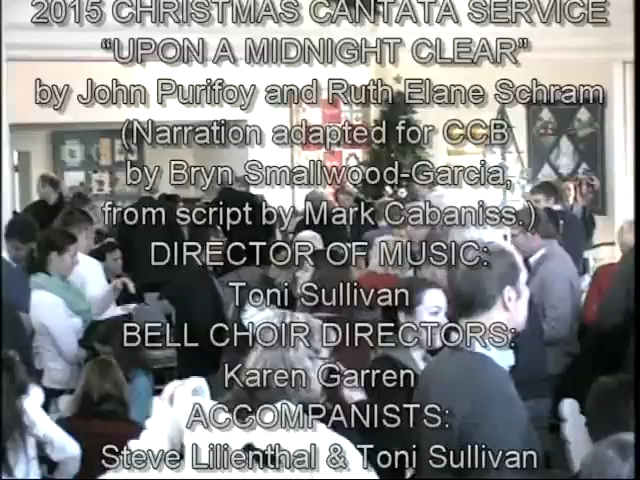 2015 CHRISTMAS CANTATA SERVICE
“UPON A MIDNIGHT CLEAR”
by John Purifoy and Ruth Elane Schram
(Narration adapted for CCB
by Bryn Smallwood-Garcia,
from script by Mark Cabaniss.)
DIRECTOR OF MUSIC:
Toni Sullivan
BELL CHOIR DIRECTORS:
Karen Garren
ACCOMPANISTS:
Steve Lilienthal & Toni Sullivan